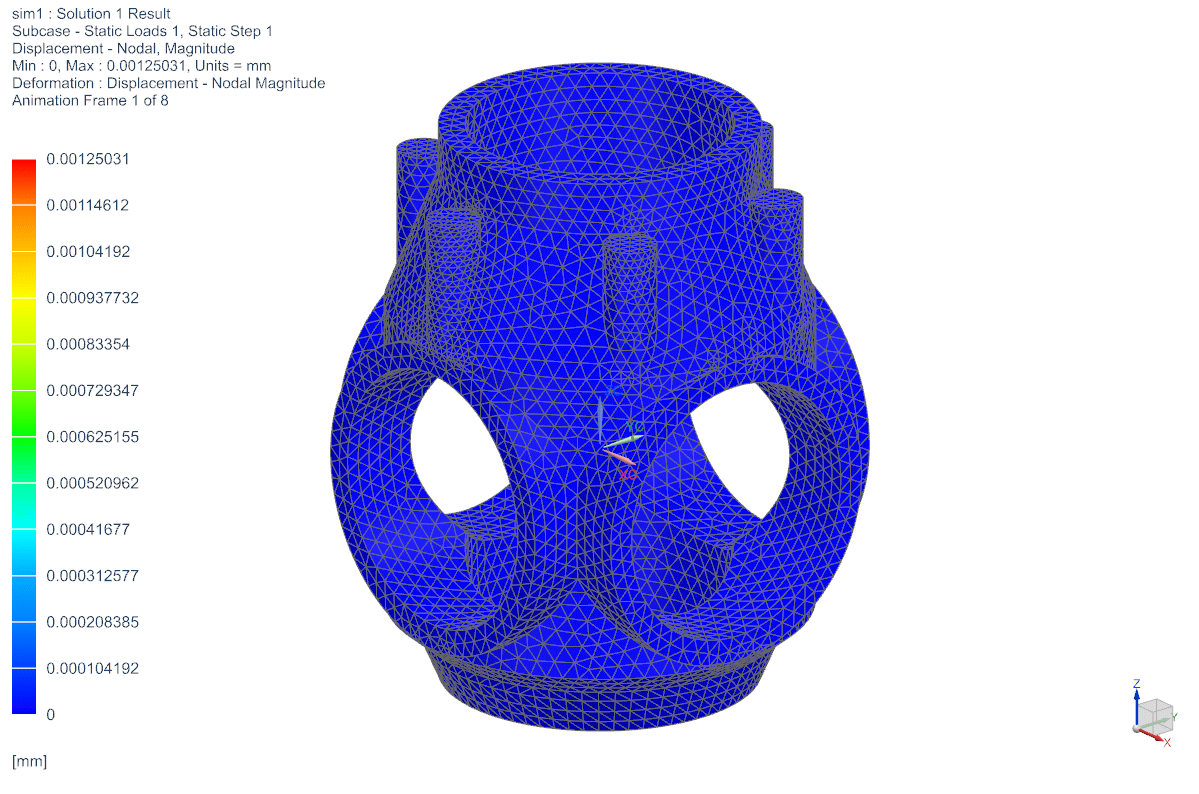 sim1 : Solution 1 Result
Subcase - Static Loads 1, Static Step 1
Displacement - Nodal, Magnitude
Min : 0, Max : 0.00125031, Units = mm
Deformation : Displacement - Nodal Magnitude
Animation Frame 1 of 8
0.00125031
0.00114612
0.00104192
0.000937732
0.00083354
0.000729347
0.000625155
0.000520962
0.00041677
0.000312577
0.000208385
0.000104192
0
[mm]
Z
Y
X